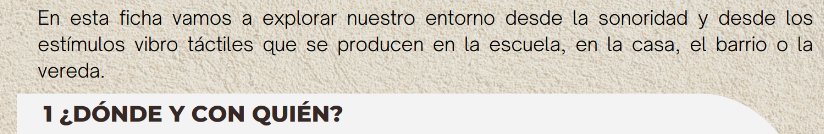 En esta ficha vamos a explorar nuestro entorno desde la sonoridad y desde los
estímulos vibro táctiles que se producen en la escuela, en la casa, el barrio o la
vereda.
1 ¿DÓNDE Y CON QUIÉN?